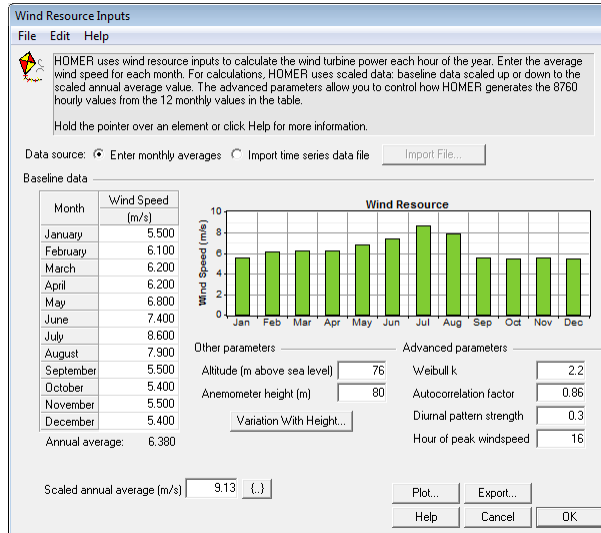 Wind Resource Inputs
File Edit Help
HOMER uses wind resource inputs to calculate the wind turbine power each hour of the year. Enter the average
wind speed for each month. For calculations, HOMER uses scaled data: baseline data scaled up or down to the
scaled annual average value. The advanced parameters allow you to control how HOMER generates the 8760
hourly values from the 12 monthly values in the table.
Hold the pointer over an element or click Help for more information.
Data source: Enter monthly averages Import time series data file Import File...
Baseline data
Month Wind Speed
(m/s)
January 5.500
February 6.100
March 6.200
April 6.200
May 6.800
June 7.400
July 8.600
August 7.900
September 5.500
October 5.400
November 5.500
December 5.400
Annual average: 6.380
Wind Resource
Wind Speed (m/s)
10
8
6
4
2
0
Jan Feb Mar Apr May Jun Jul Aug Sep Oct Nov Dec
Other parameters
Altitude (m above sea level) 76
Anemometer height (m) 80
Variation With Height...
Advanced parameters
Weibull k 2.2
Autocorrelation factor 0.86
Diurnal pattern strength 0.3
Hour of peak windspeed 16
Scaled annual average (m/s) 9.13 {..}
Plot... Export...
Help Cancel OK